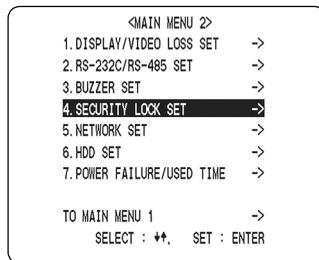 <MAIN MENU 2>
1. DISPLAY/VIDEO LOSS SET ->
2. RS-232C/RS-485 SET ->
3. BUZZER SET ->
4. SECURITY LOCK SET ->
5. NETWORK SET ->
6. HDD SET ->
7. POWER FAILURE/USED TIME ->
TO MAIN MENU 1 ->
SELECT : ↓↑, SET : ENTER